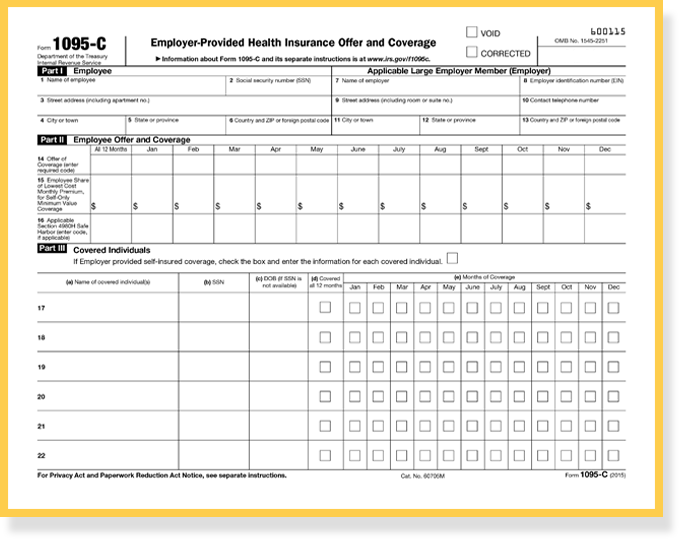 VOID
600115
Form 1095-C
Employer-Provided Health Insurance Offer and Coverage
OMB No. 1545-2251
Department of the Treasury
Internal Revenue Service
▶ Information about Form 1095-C and its separate instructions is at www.irs.gov/f1095c.
CORRECTED
Part I Employee
Applicable Large Employer Member (Employer)
1 Name of employee
2 Social security number (SSN)
7 Name of employer
8 Employer identification number (EIN)
3 Street address (including apartment no.)
9 Street address (including room or suite no.)
10 Contact telephone number
4 City or town
5 State or province
6 Country and ZIP or foreign postal code
11 City or town
12 State or province
13 Country and ZIP or foreign postal code
Part II Employee Offer and Coverage
All 12 Months Jan Feb Mar Apr May June July Aug Sept Oct Nov Dec
14 Offer of
Coverage (enter
required code)
15 Employee Share
of Lowest Cost
Monthly Premium,
for Self-Only
Minimum Value
Coverage
$ $ $ $ $ $ $ $ $ $ $ $ $
16 Applicable
Section 4980H Safe
Harbor (enter code,
if applicable)
Part III Covered Individuals
If Employer provided self-insured coverage, check the box and enter the information for each covered individual.
(a) Name of covered individual(s)
(b) SSN
(c) DOB (If SSN is
not available)
(d) Covered
all 12 months
(e) Months of Coverage
Jan Feb Mar Apr May June July Aug Sept Oct Nov Dec
17
18
19
20
21
22
For Privacy Act and Paperwork Reduction Act Notice, see separate instructions.
Cat. No. 60705M
Form 1095-C (2015)